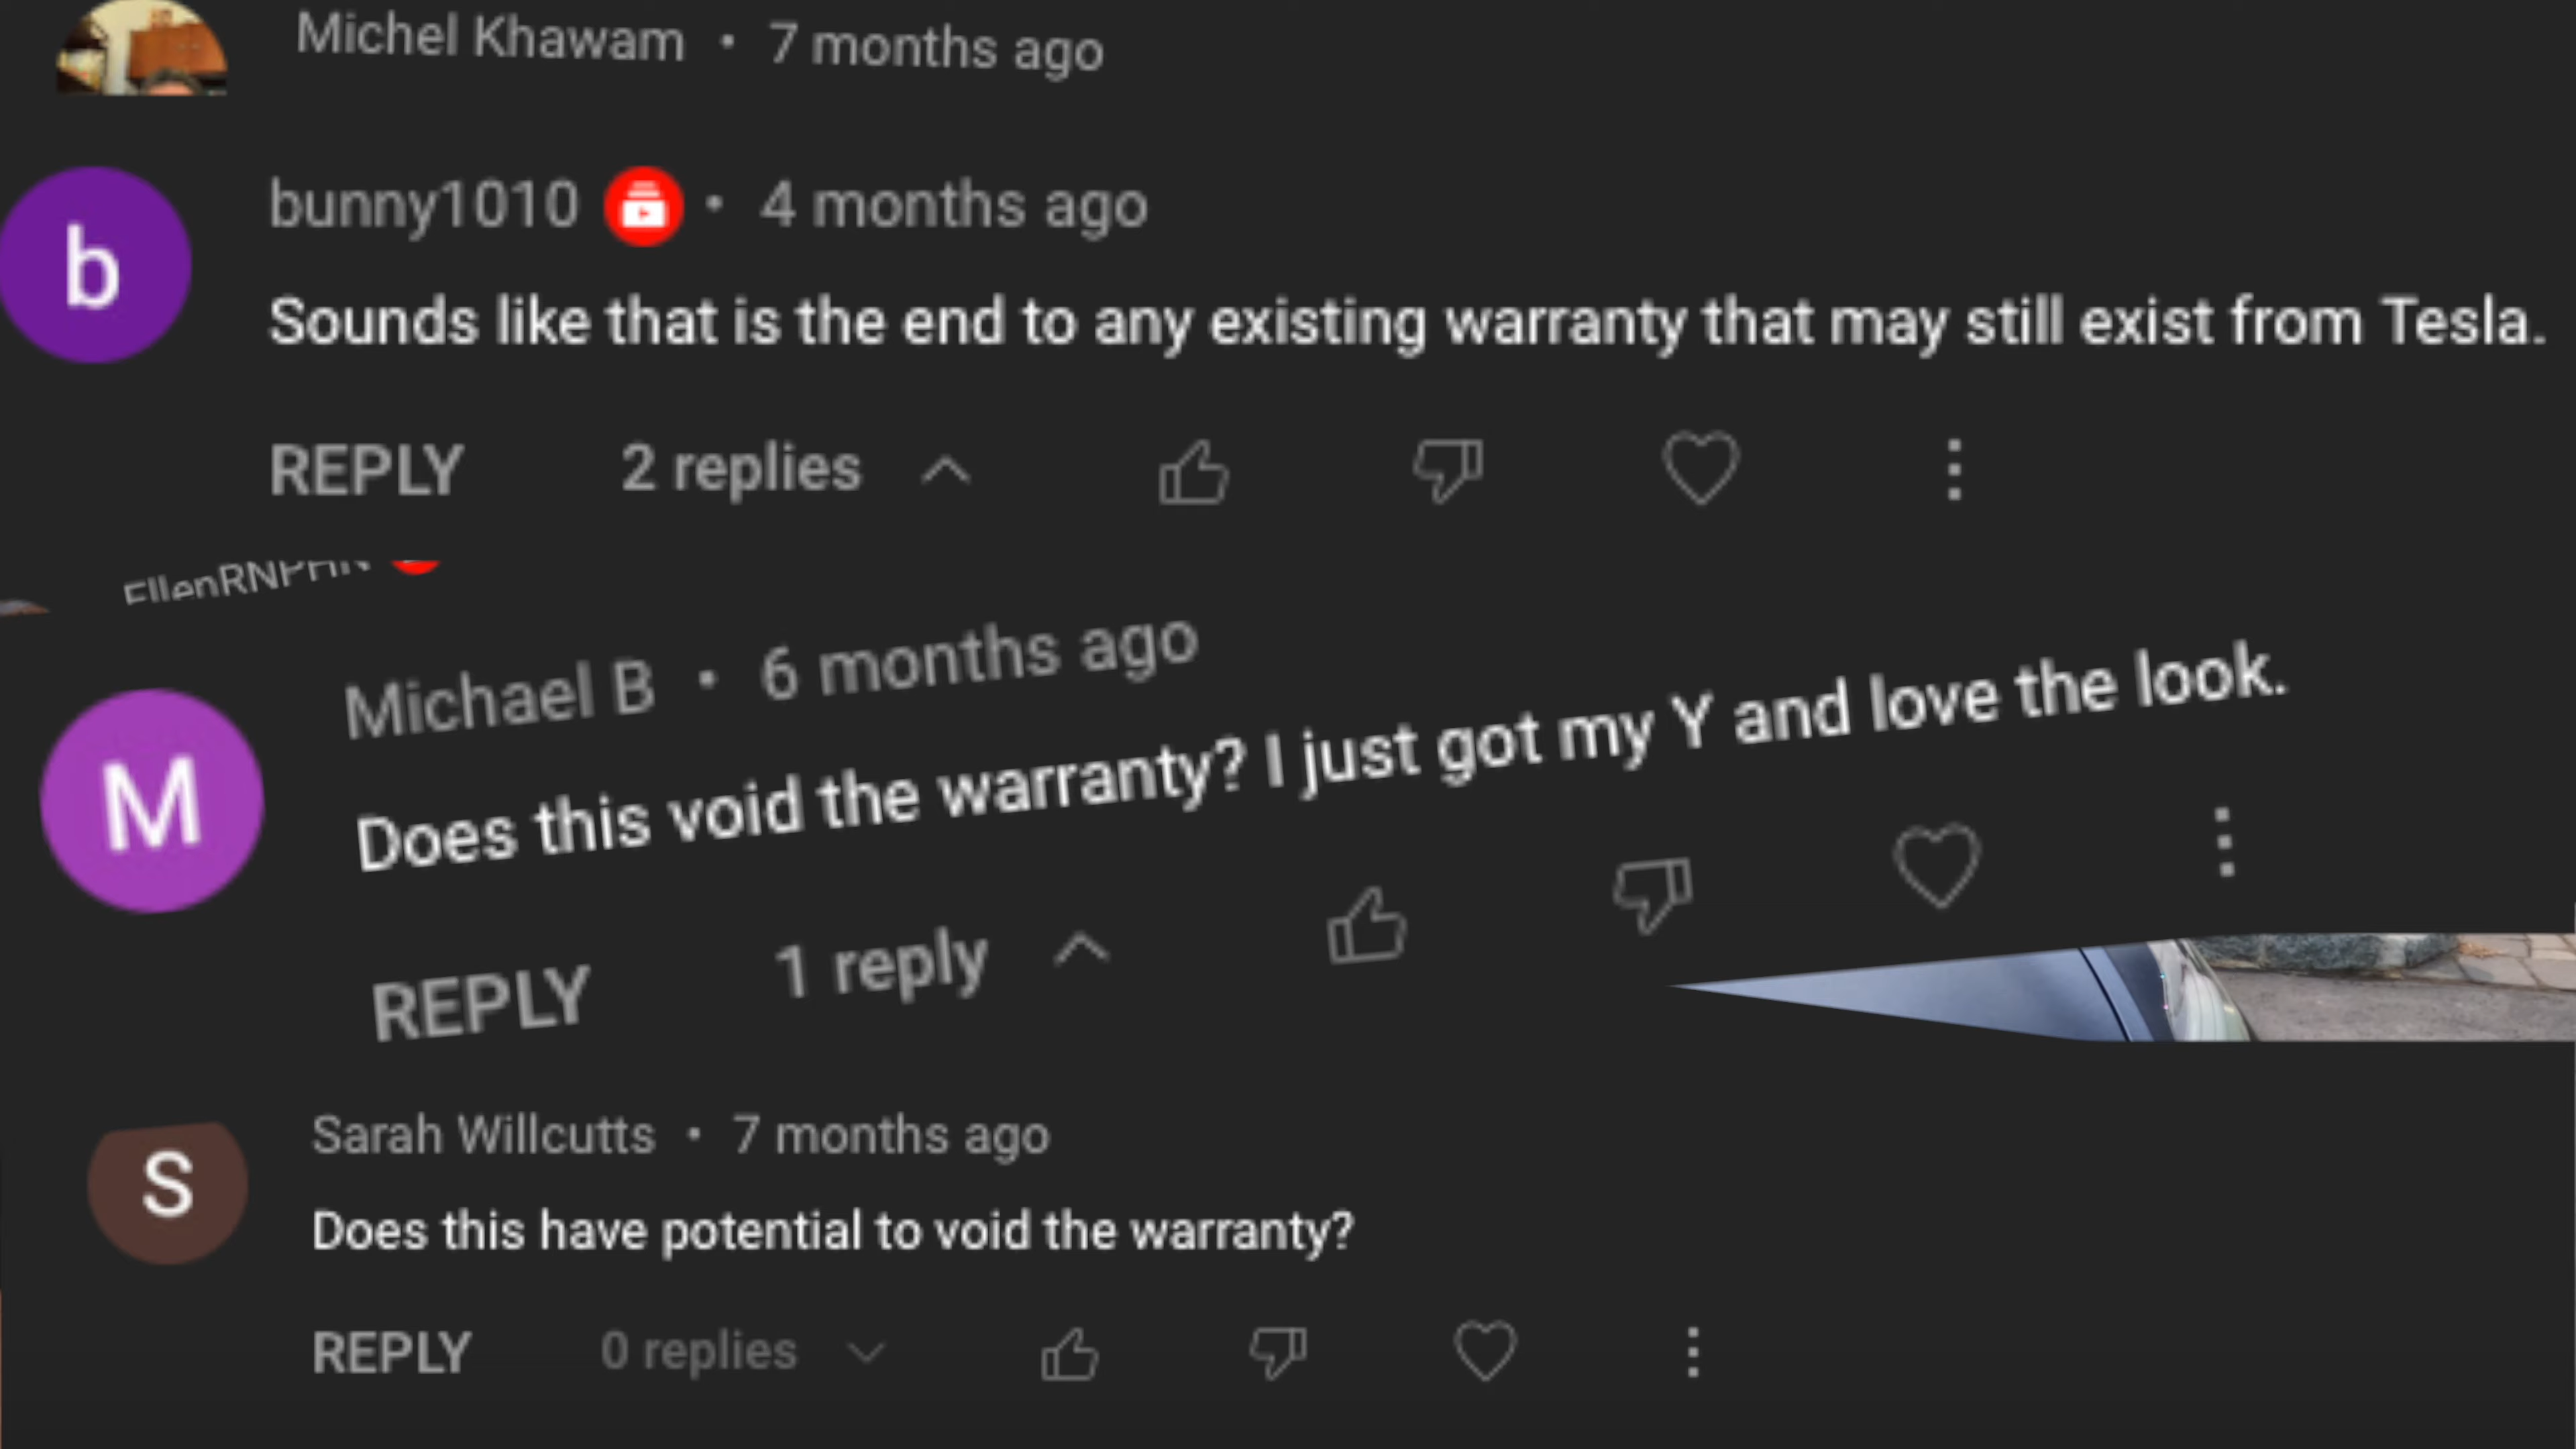 Michel Khawam • 7 months ago
b
bunny1010 • 4 months ago
Sounds like that is the end to any existing warranty that may still exist from Tesla.
REPLY 2 replies
EllenRNPHN
M
Michael B • 6 months ago
Does this void the warranty? I just got my Y and love the look.
REPLY 1 reply
S
Sarah Willcutts • 7 months ago
Does this have potential to void the warranty?
REPLY 0 replies